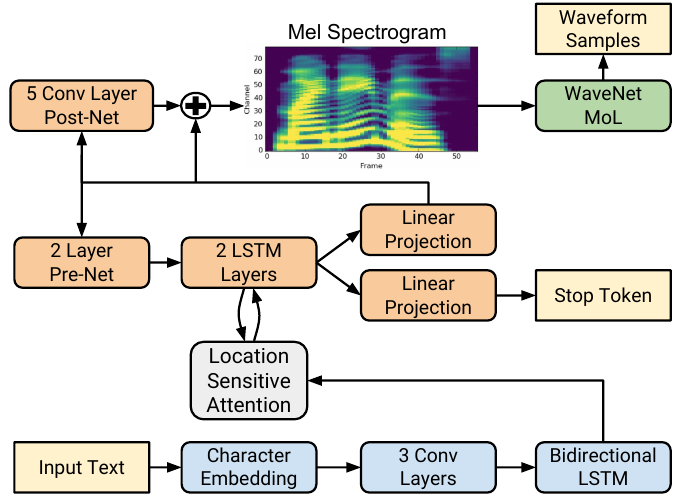 Mel Spectrogram
Waveform
Samples
5 Conv Layer
Post-Net
WaveNet
MoL
Channel
70
60
50
40
30
20
10
0
0 10 20 30 40 50
Frame
2 Layer
Pre-Net
2 LSTM
Layers
Linear
Projection
Linear
Projection
Stop Token
Location
Sensitive
Attention
Input Text
Character
Embedding
3 Conv
Layers
Bidirectional
LSTM